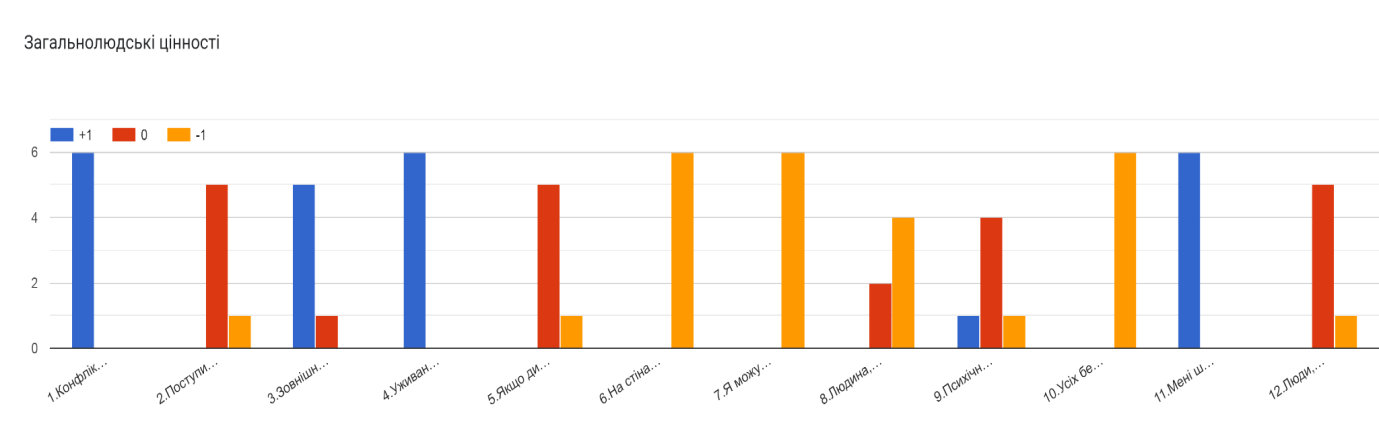 Загальнолюдські цінності
+1 0 -1
6
4
2
0
1.Конфлік…
2.Поступи…
3.Зовнішн…
4.Уживан…
5.Якщо ди…
6.На стіна…
7.Я можу…
8.Людина,…
9.Психічн…
10.Усіх бе…
11.Мені ш…
12.Люди,…